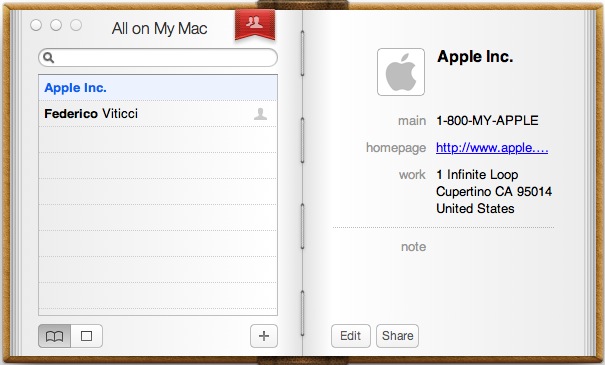 All on My Mac
Apple Inc.
Federico Viticci
Apple Inc.
main 1-800-MY-APPLE
homepage http://www.apple....
work 1 Infinite Loop
Cupertino CA 95014
United States
note
Edit Share